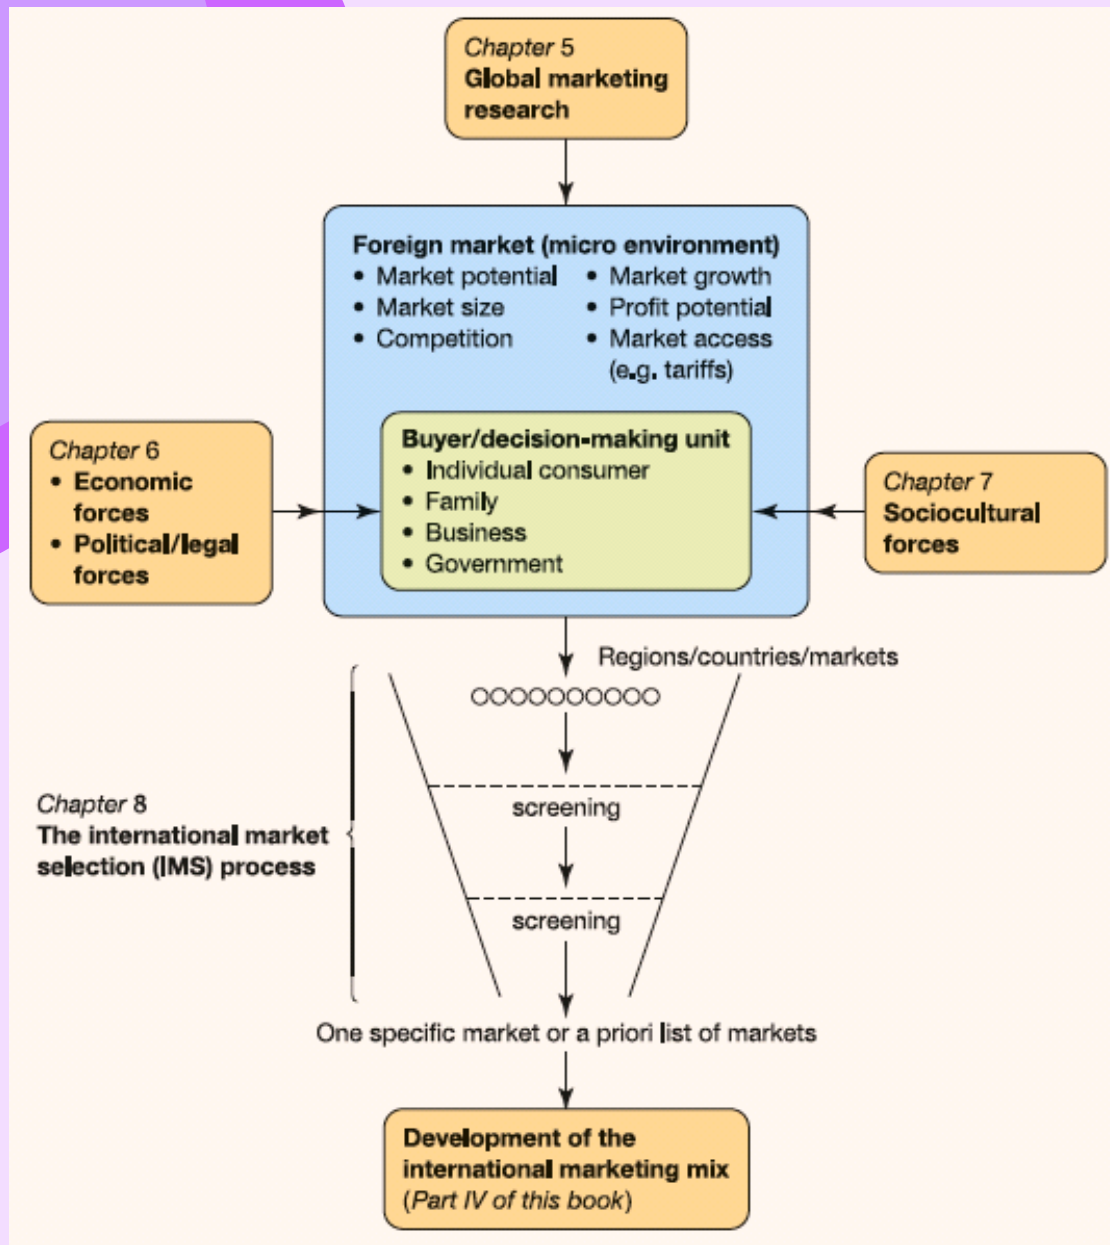 Chapter 5
Global marketing
research
Foreign market (micro environment)
• Market potential
• Market size
• Competition
• Market growth
• Profit potential
• Market access
(e.g. tariffs)
Chapter 6
• Economic
forces
• Political/legal
forces
Buyer/decision-making unit
• Individual consumer
• Family
• Business
• Government
Chapter 7
Sociocultural
forces
Regions/countries/markets
Chapter 8
The international market
selection (IMS) process
screening
screening
One specific market or a priori list of markets
Development of the
international marketing mix
(Part IV of this book)